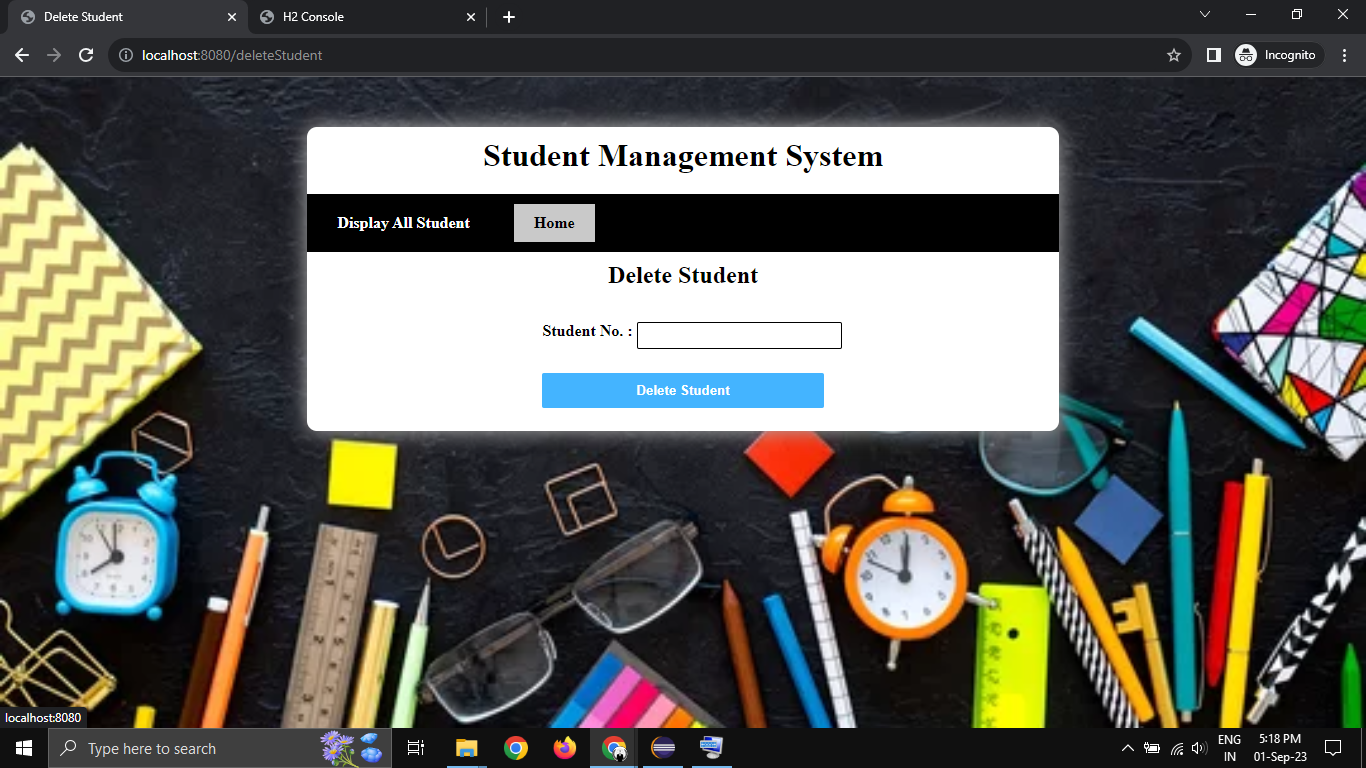 Delete Student
H2 Console
localhost:8080/deleteStudent
Incognito
Student Management System
Display All Student
Home
Delete Student
Student No. :
Delete Student
localhost:8080
Type here to search
ENG
IN
5:18 PM
01-Sep-23